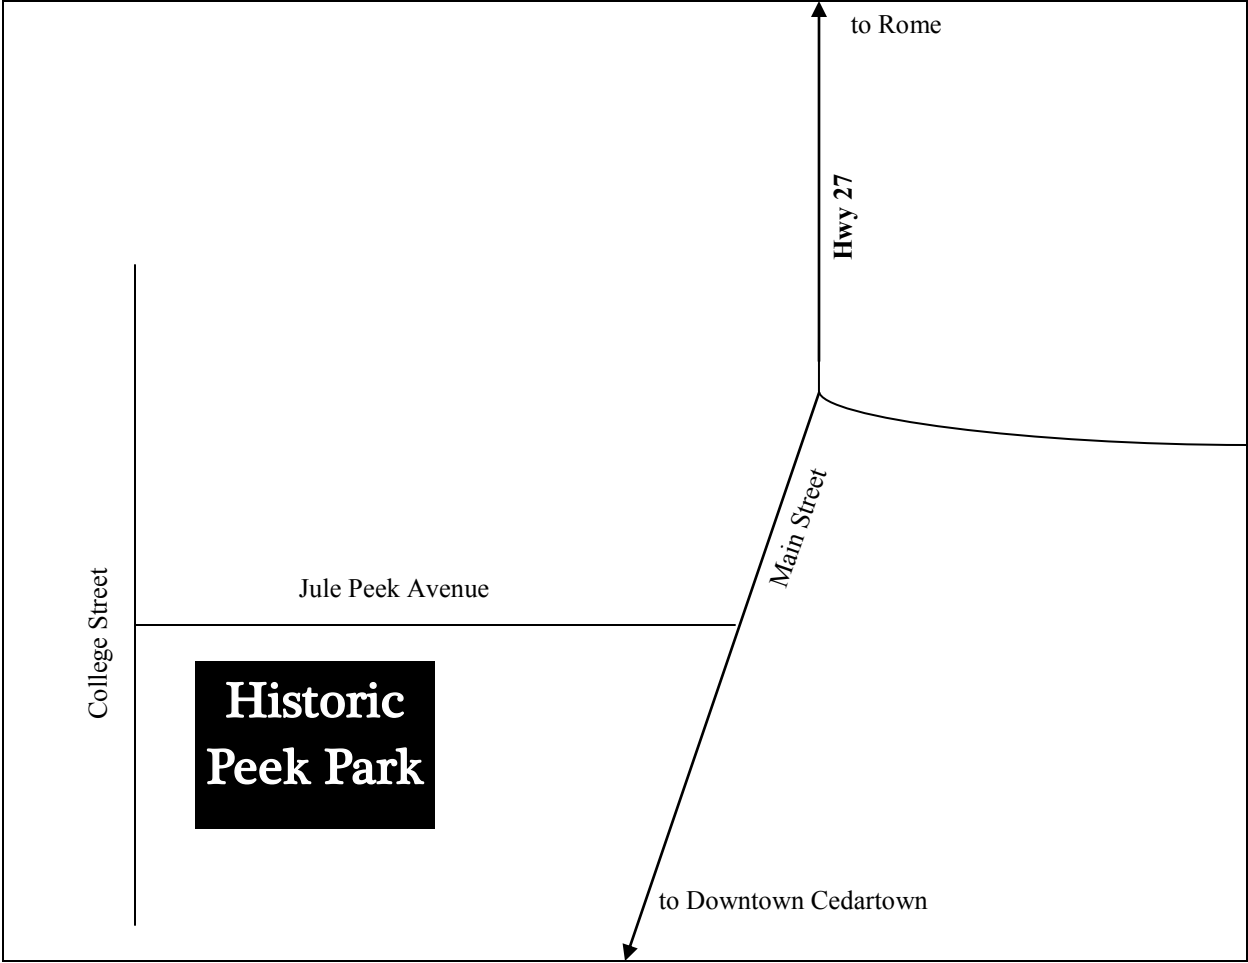 to Rome
Hwy 27
Main Street
Jule Peek Avenue
College Street
Historic
Peek Park
to Downtown Cedartown